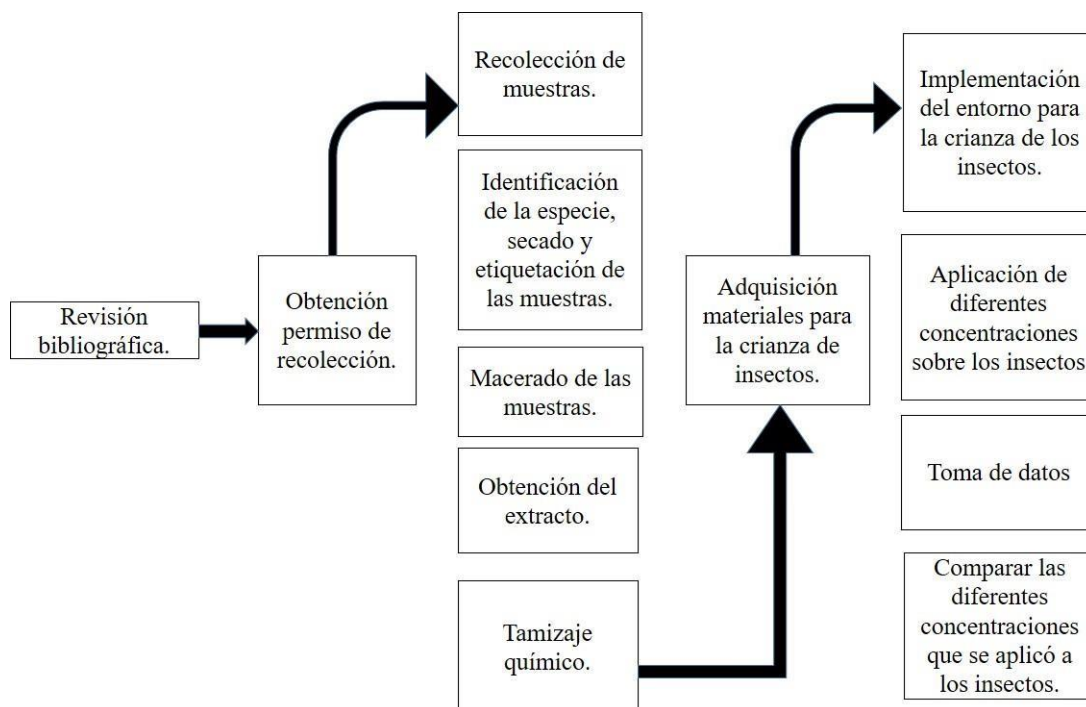 Revisión
bibliográfica.
Obtención
permiso de
recolección.
Recolección de
muestras.
Identificación
de la especie,
secado y
etiquetación de
las muestras.
Macerado de las
muestras.
Obtención del
extracto.
Tamizaje
químico.
Adquisición
materiales para
la crianza de
insectos.
Implementación
del entorno para
la crianza de los
insectos.
Aplicación de
diferentes
concentraciones
sobre los insectos
Toma de datos
Comparar las
diferentes
concentraciones
que se aplicó a
los insectos.